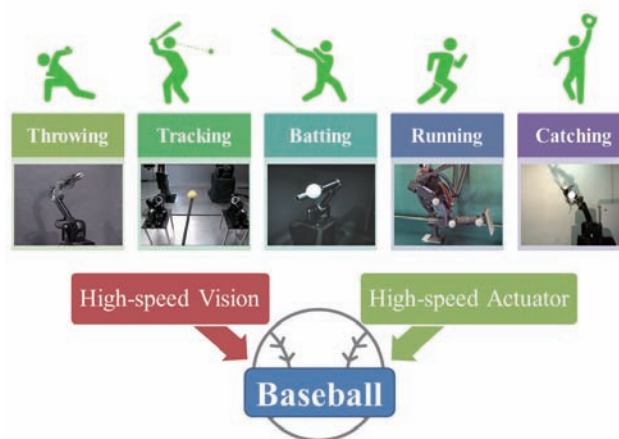 Throwing
Tracking
Batting
Running
Catching
High-speed Vision
High-speed Actuator
Baseball